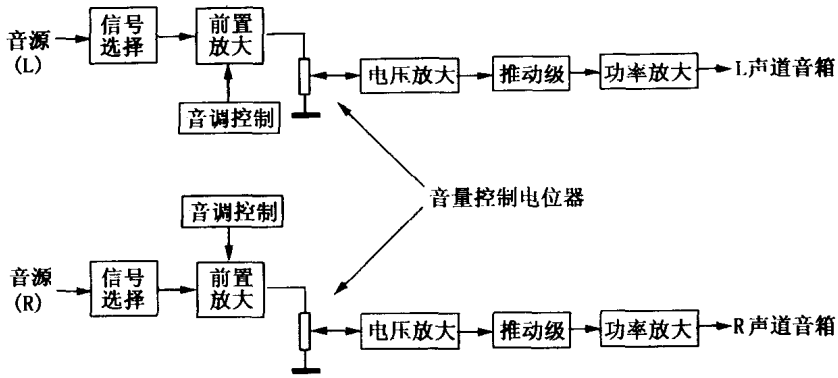 音源
(L)
信号
选择
前置
放大
音调控制
电压放大
推动级
功率放大
L声道音箱
音量控制电位器
音调控制
音源
(R)
信号
选择
前置
放大
电压放大
推动级
功率放大
R声道音箱